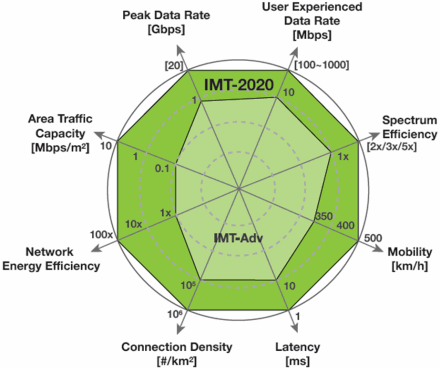 Peak Data Rate
[Gbps]
User Experienced
Data Rate
[Mbps]
[20]
[100~1000]
IMT-2020
1
10
Area Traffic
Capacity
[Mbps/m²]
10
1
0.1
Spectrum
Efficiency
[2x/3x/5x]
1x
Network
Energy Efficiency
100x
10x
1x
IMT-Adv
350
400
500
Mobility
[km/h]
10⁵
10⁶
Connection Density
[#/km²]
10
1
Latency
[ms]